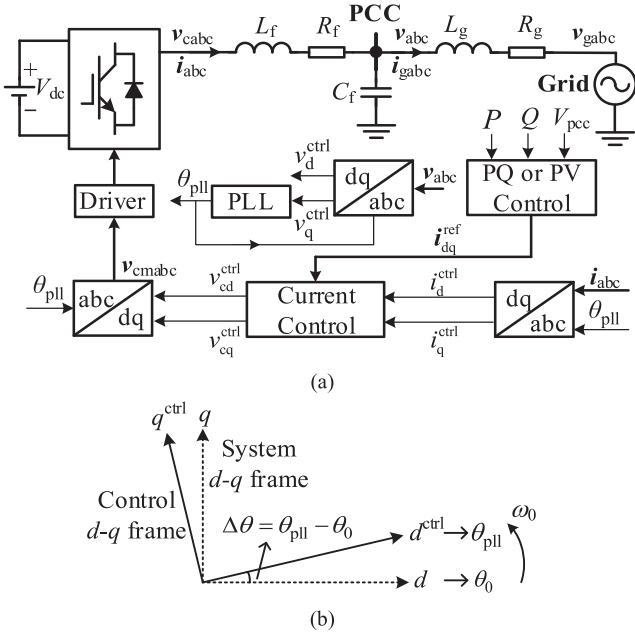 v_cabc L_f R_f PCC v_abc L_g R_g v_gabc
i_abc i_gabc
+
V_dc
−
C_f
Grid
P Q V_pcc
v_d^ctrl
dq
abc
v_abc
PQ or PV
Control
θ_pll PLL
v_q^ctrl
Driver
i_dq^ref
v_cmabc
θ_pll
abc
dq
v_cd^ctrl
v_cq^ctrl
Current
Control
i_d^ctrl
i_q^ctrl
dq
abc
i_abc
θ_pll
(a)
q^ctrl q
System
d-q frame
Control
d-q frame
Δθ = θ_pll − θ_0
d^ctrl → θ_pll
ω_0
d → θ_0
(b)